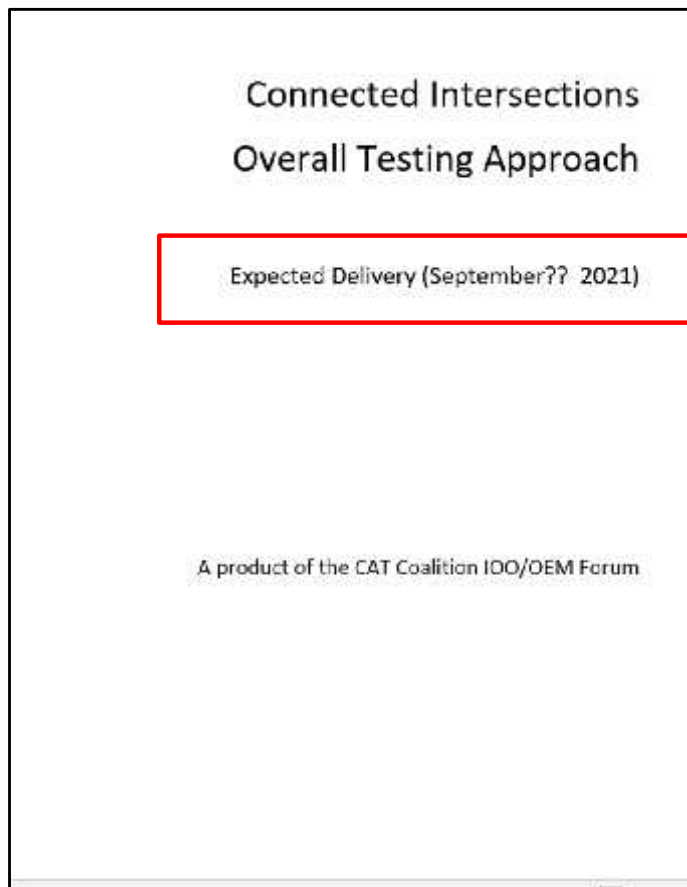 Connected Intersections
Overall Testing Approach
Expected Delivery (September?? 2021)
A product of the CAT Coalition IOO/OEM Forum